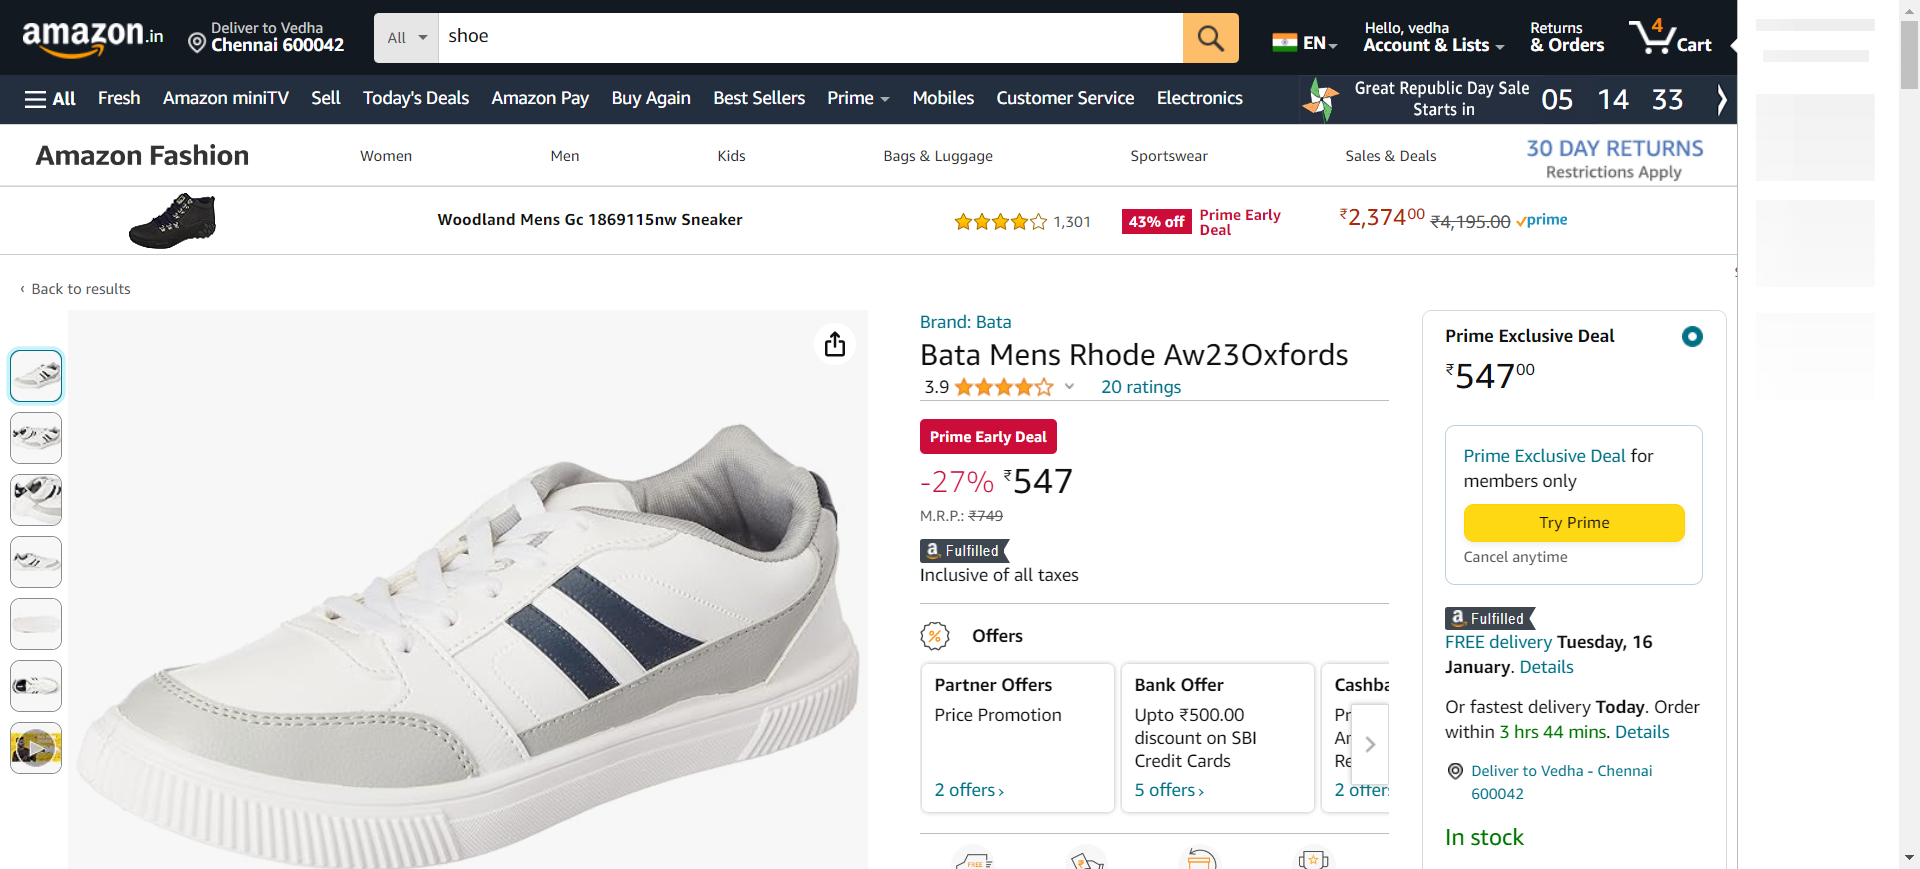 amazon.in
Deliver to Vedha
Chennai 600042
All
shoe
EN
Hello, vedha
Account & Lists
Returns
& Orders
4
Cart
All
Fresh
Amazon miniTV
Sell
Today's Deals
Amazon Pay
Buy Again
Best Sellers
Prime
Mobiles
Customer Service
Electronics
Great Republic Day Sale
Starts in
05 14 33
Amazon Fashion
Women
Men
Kids
Bags & Luggage
Sportswear
Sales & Deals
30 DAY RETURNS
Restrictions Apply
Woodland Mens Gc 1869115nw Sneaker
1,301
43% off
Prime Early
Deal
₹2,37400
₹4,195.00
prime
‹ Back to results
Brand: Bata
Bata Mens Rhode Aw23Oxfords
3.9
20 ratings
Prime Early Deal
-27% ₹547
M.R.P.: ₹749
a Fulfilled
Inclusive of all taxes
%
Offers
Partner Offers
Price Promotion
2 offers ›
Bank Offer
Upto ₹500.00
discount on SBI
Credit Cards
5 offers ›
Cashba
Pr
Ar
Re
2 offers
FREE
₹
Prime Exclusive Deal
₹54700
Prime Exclusive Deal for
members only
Try Prime
Cancel anytime
a Fulfilled
FREE delivery Tuesday, 16
January. Details
Or fastest delivery Today. Order
within 3 hrs 44 mins. Details
Deliver to Vedha - Chennai
600042
In stock